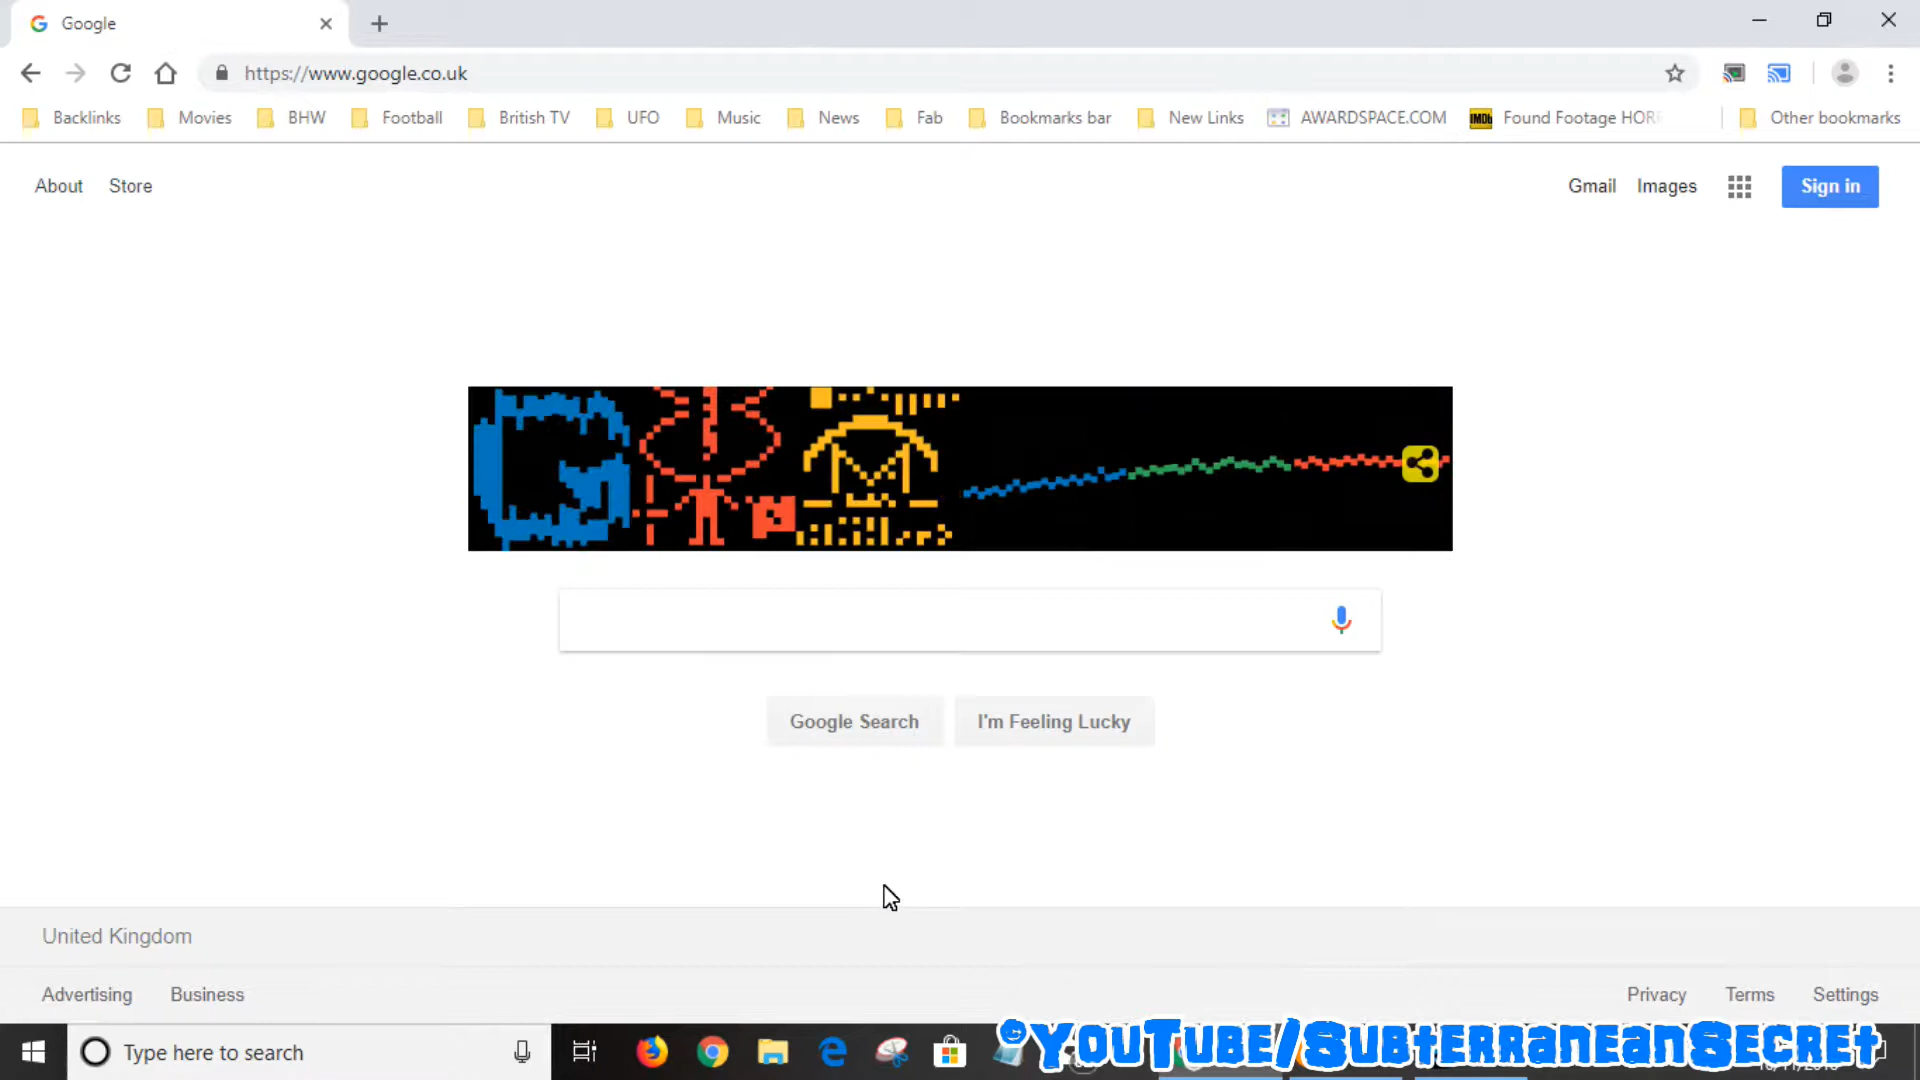 Google
https://www.google.co.uk
Backlinks Movies BHW Football British TV UFO Music News Fab Bookmarks bar New Links AWARDSPACE.COM IMDb Found Footage HOR Other bookmarks
About Store Gmail Images Sign in
Google Search I'm Feeling Lucky
United Kingdom
Advertising Business Privacy Terms Settings
Type here to search
©YouTube/SubterraneanSecret